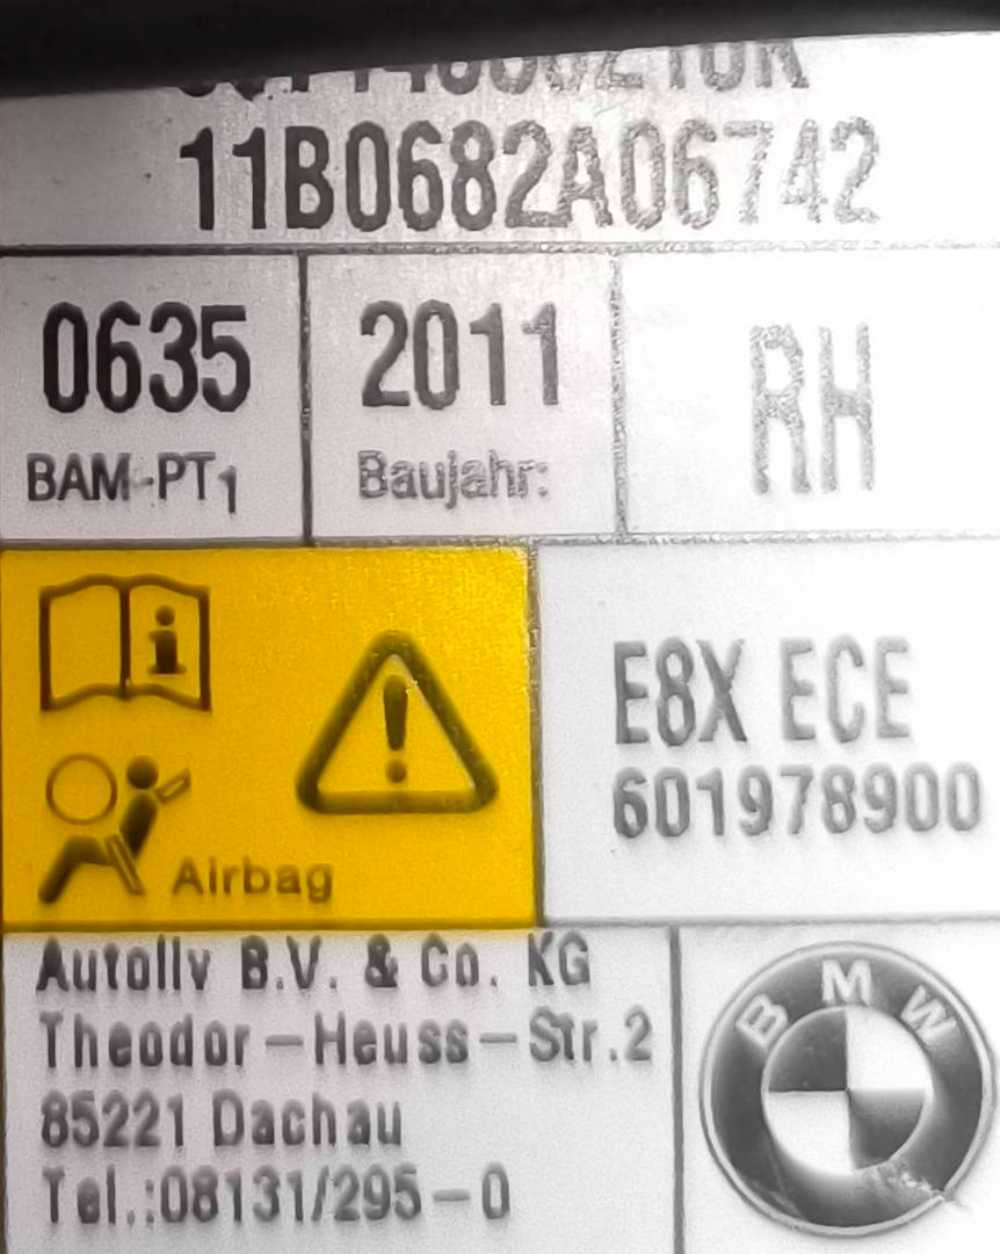 11B0682A06742
0635
BAM-PT1
2011
Baujahr:
RH
Airbag
E8X ECE
601978900
Autoliv B.V. & Co. KG
Theodor-Heuss-Str.2
85221 Dachau
Tel.:08131/295-0
BMW